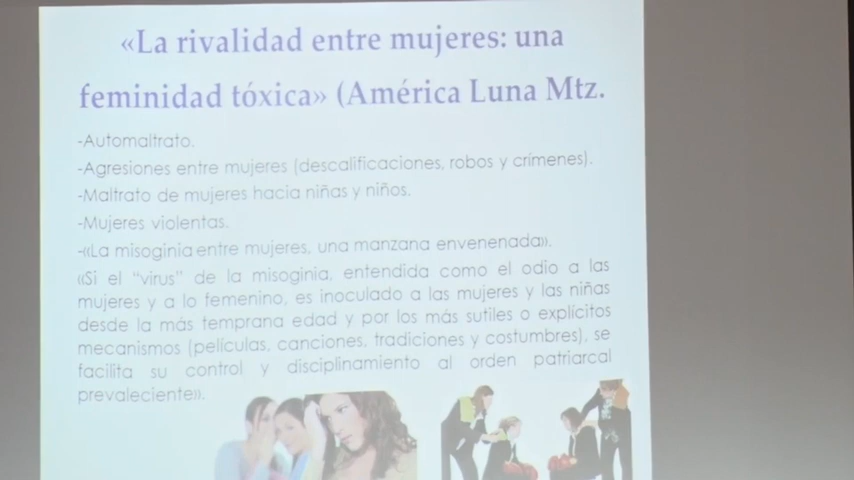 «La rivalidad entre mujeres: una
feminidad tóxica» (América Luna Mtz.
-Automaltrato.
-Agresiones entre mujeres (descalificaciones, robos y crímenes).
-Maltrato de mujeres hacia niñas y niños.
-Mujeres violentas.
-«La misoginia entre mujeres, una manzana envenenada».
«Si el "virus" de la misoginia, entendida como el odio a las
mujeres y a lo femenino, es inoculado a las mujeres y las niñas
desde la más temprana edad y por los más sutiles o explícitos
mecanismos (películas, canciones, tradiciones y costumbres), se
facilita su control y disciplinamiento al orden patriarcal
prevaleciente».